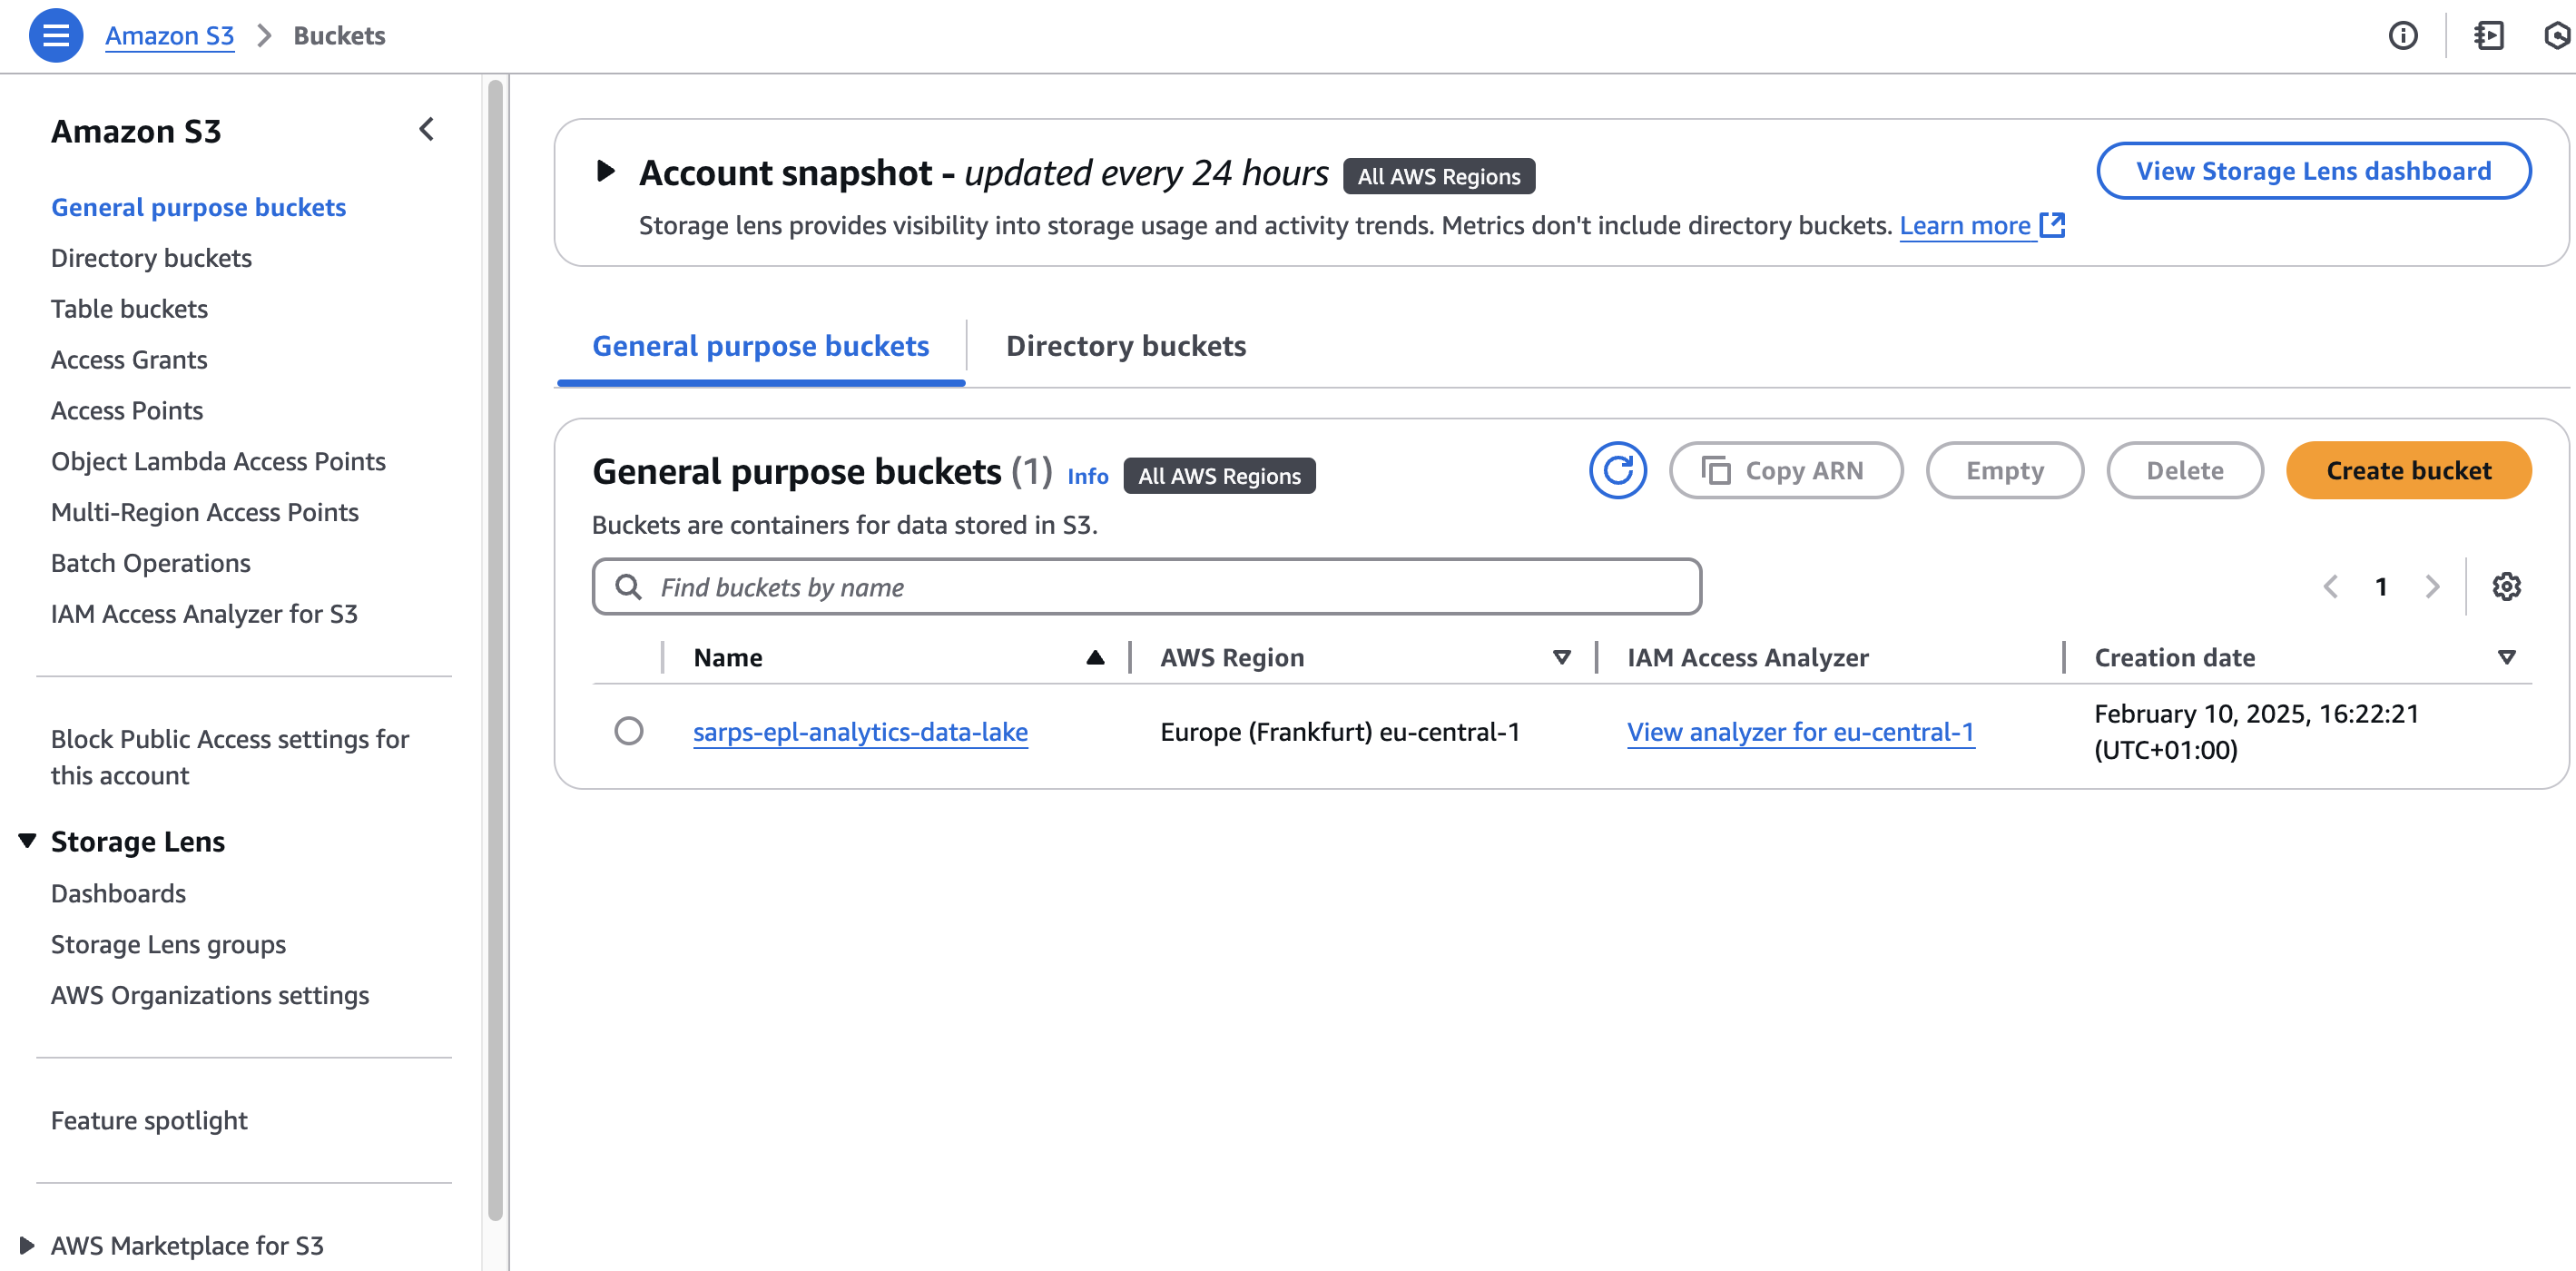 Amazon S3 > Buckets
Amazon S3
General purpose buckets
Directory buckets
Table buckets
Access Grants
Access Points
Object Lambda Access Points
Multi-Region Access Points
Batch Operations
IAM Access Analyzer for S3
Block Public Access settings for
this account
Storage Lens
Dashboards
Storage Lens groups
AWS Organizations settings
Feature spotlight
AWS Marketplace for S3
Account snapshot - updated every 24 hours All AWS Regions
View Storage Lens dashboard
Storage lens provides visibility into storage usage and activity trends. Metrics don't include directory buckets. Learn more
General purpose buckets Directory buckets
General purpose buckets (1) Info All AWS Regions
Copy ARN Empty Delete Create bucket
Buckets are containers for data stored in S3.
Find buckets by name
1
Name AWS Region IAM Access Analyzer Creation date
sarps-epl-analytics-data-lake Europe (Frankfurt) eu-central-1 View analyzer for eu-central-1 February 10, 2025, 16:22:21
(UTC+01:00)